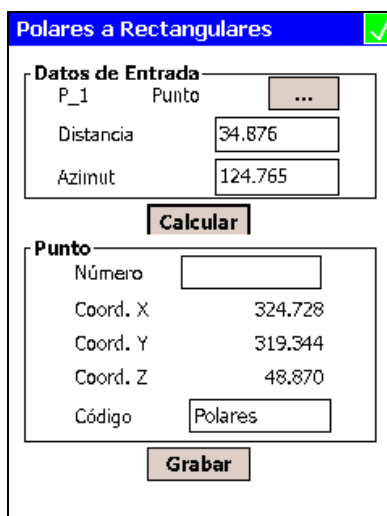 Polares a Rectangulares
Datos de Entrada
P_1 Punto ...
Distancia 34.876
Azimut 124.765
Calcular
Punto
Número
Coord. X 324.728
Coord. Y 319.344
Coord. Z 48.870
Código Polares
Grabar